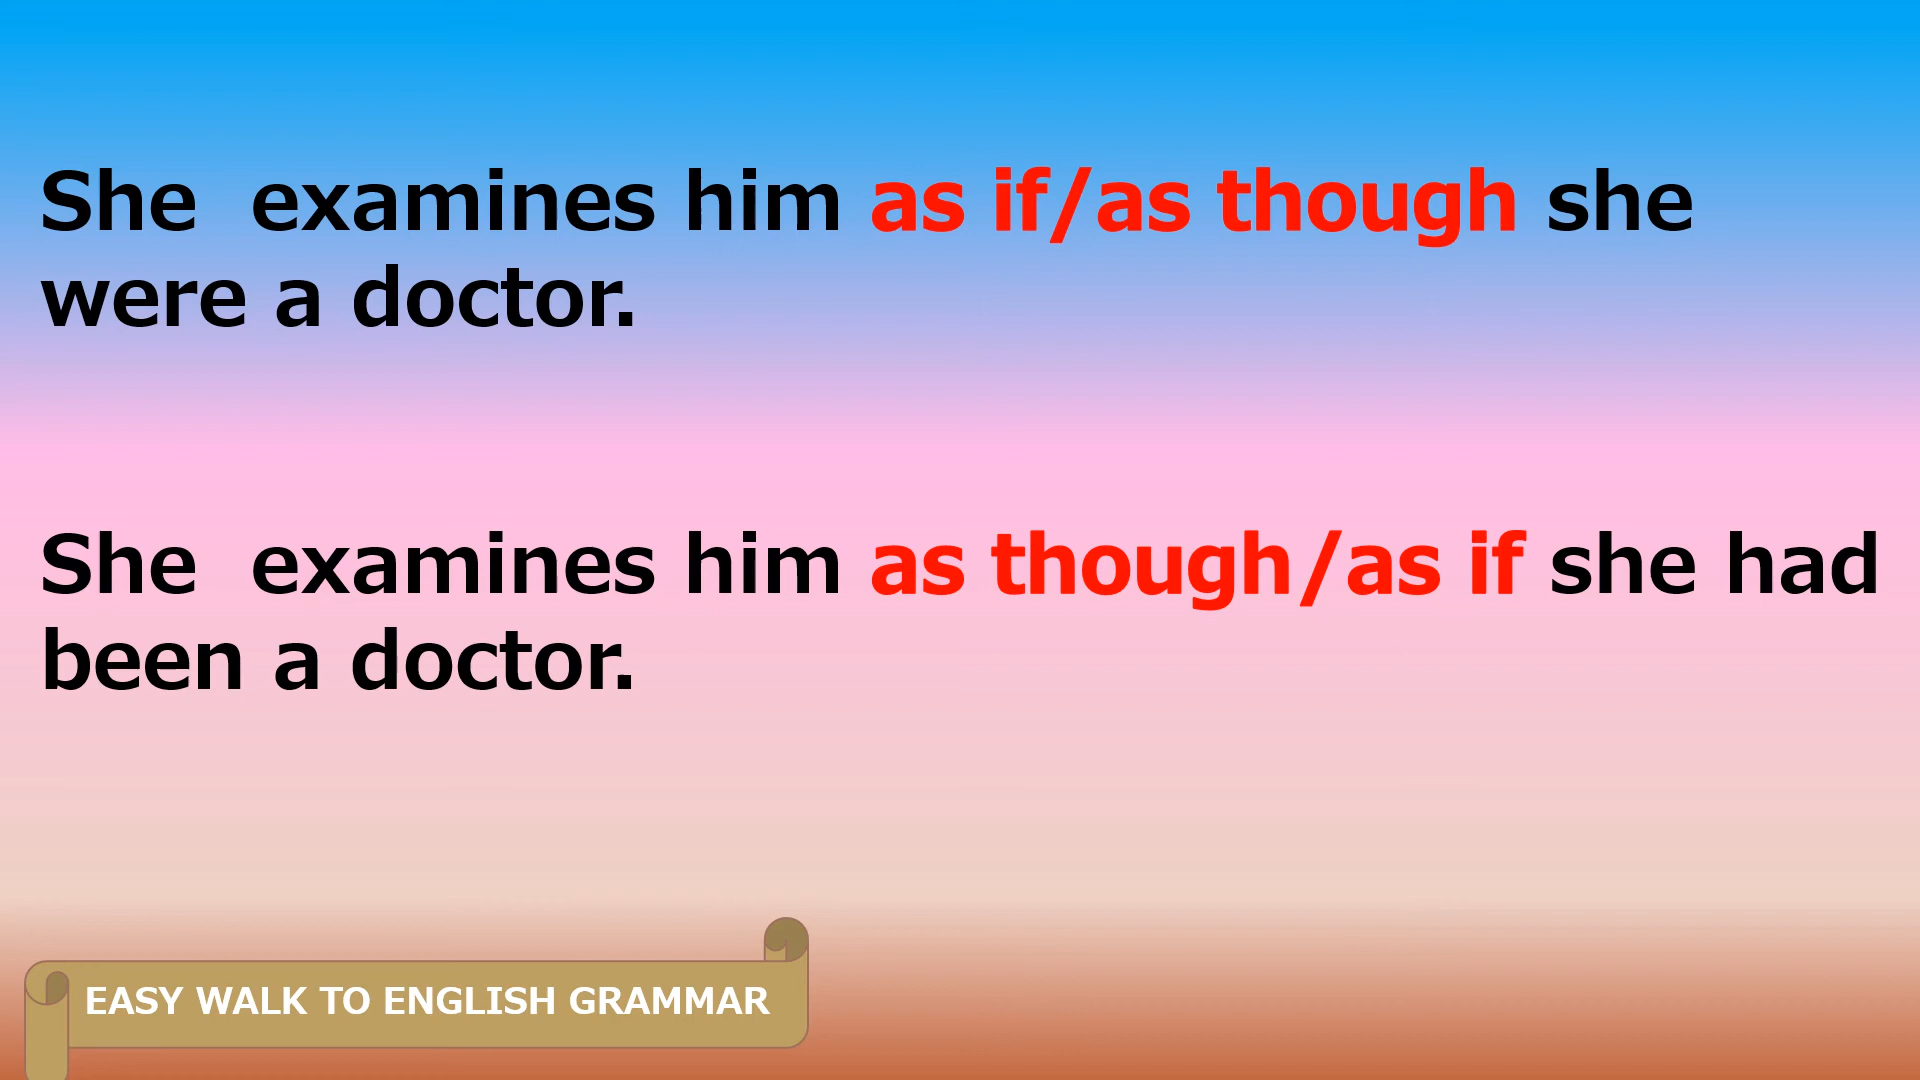 She  examines him as if/as though she
were a doctor.
She  examines him as though/as if she had
been a doctor.
EASY WALK TO ENGLISH GRAMMAR